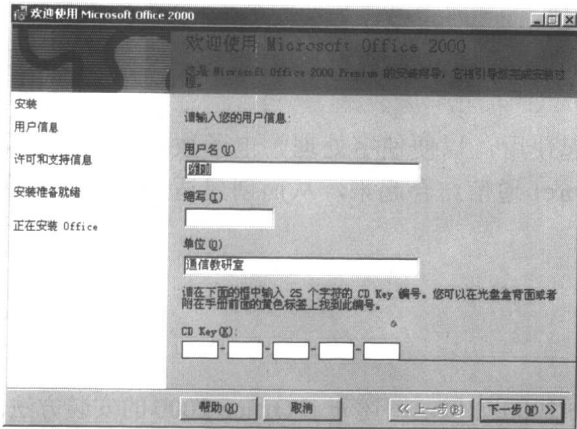 欢迎使用 Microsoft Office 2000
欢迎使用 Microsoft Office 2000
这是 Microsoft Office 2000 Premium 的安装向导，它将引导您完成安装过程。
安装
用户信息
许可和支持信息
安装准备就绪
正在安装 Office
请输入您的用户信息:
用户名(U)
缩写(I)
单位(O)
通信教研室
请在下面的框中输入 25 个字符的 CD Key 编号。您可以在光盘盒背面或者
附在手册前面的黄色标签上找到此编号。
CD Key(K):
- - - -
帮助(H)
取消
<< 上一步(B)
下一步(N) >>